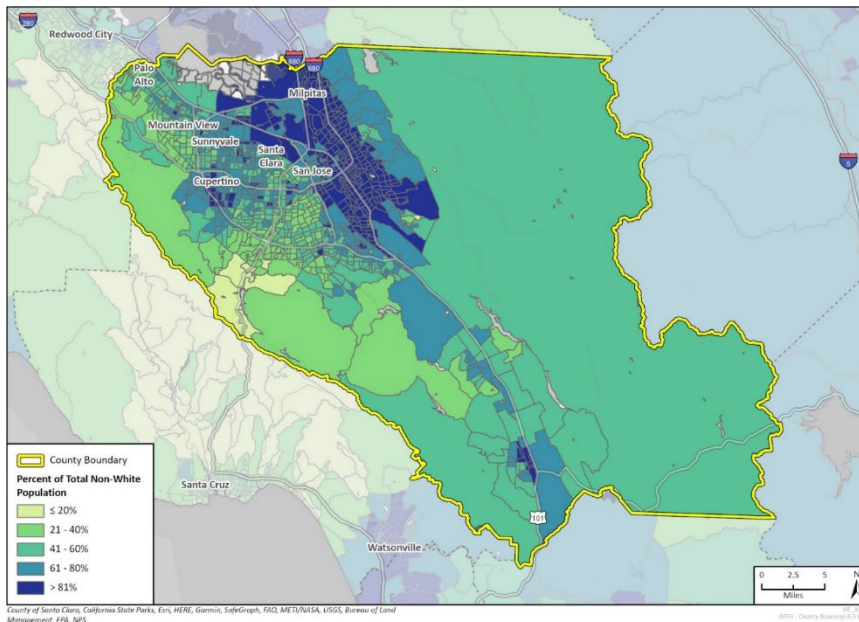 280
Redwood City
880
680
Palo
Alto
Milpitas
Mountain View
Sunnyvale
Santa
Clara
San Jose
Cupertino
5
County Boundary
Percent of Total Non-White
Population
≤ 20%
21 - 40%
41 - 60%
61 - 80%
> 81%
Santa Cruz
Watsonville
101
0 2.5 5
Miles
N
County of Santa Clara, California State Parks, Esri, HERE, Garmin, SafeGraph, FAO, METI/NASA, USGS, Bureau of Land
Management, EPA, NPS